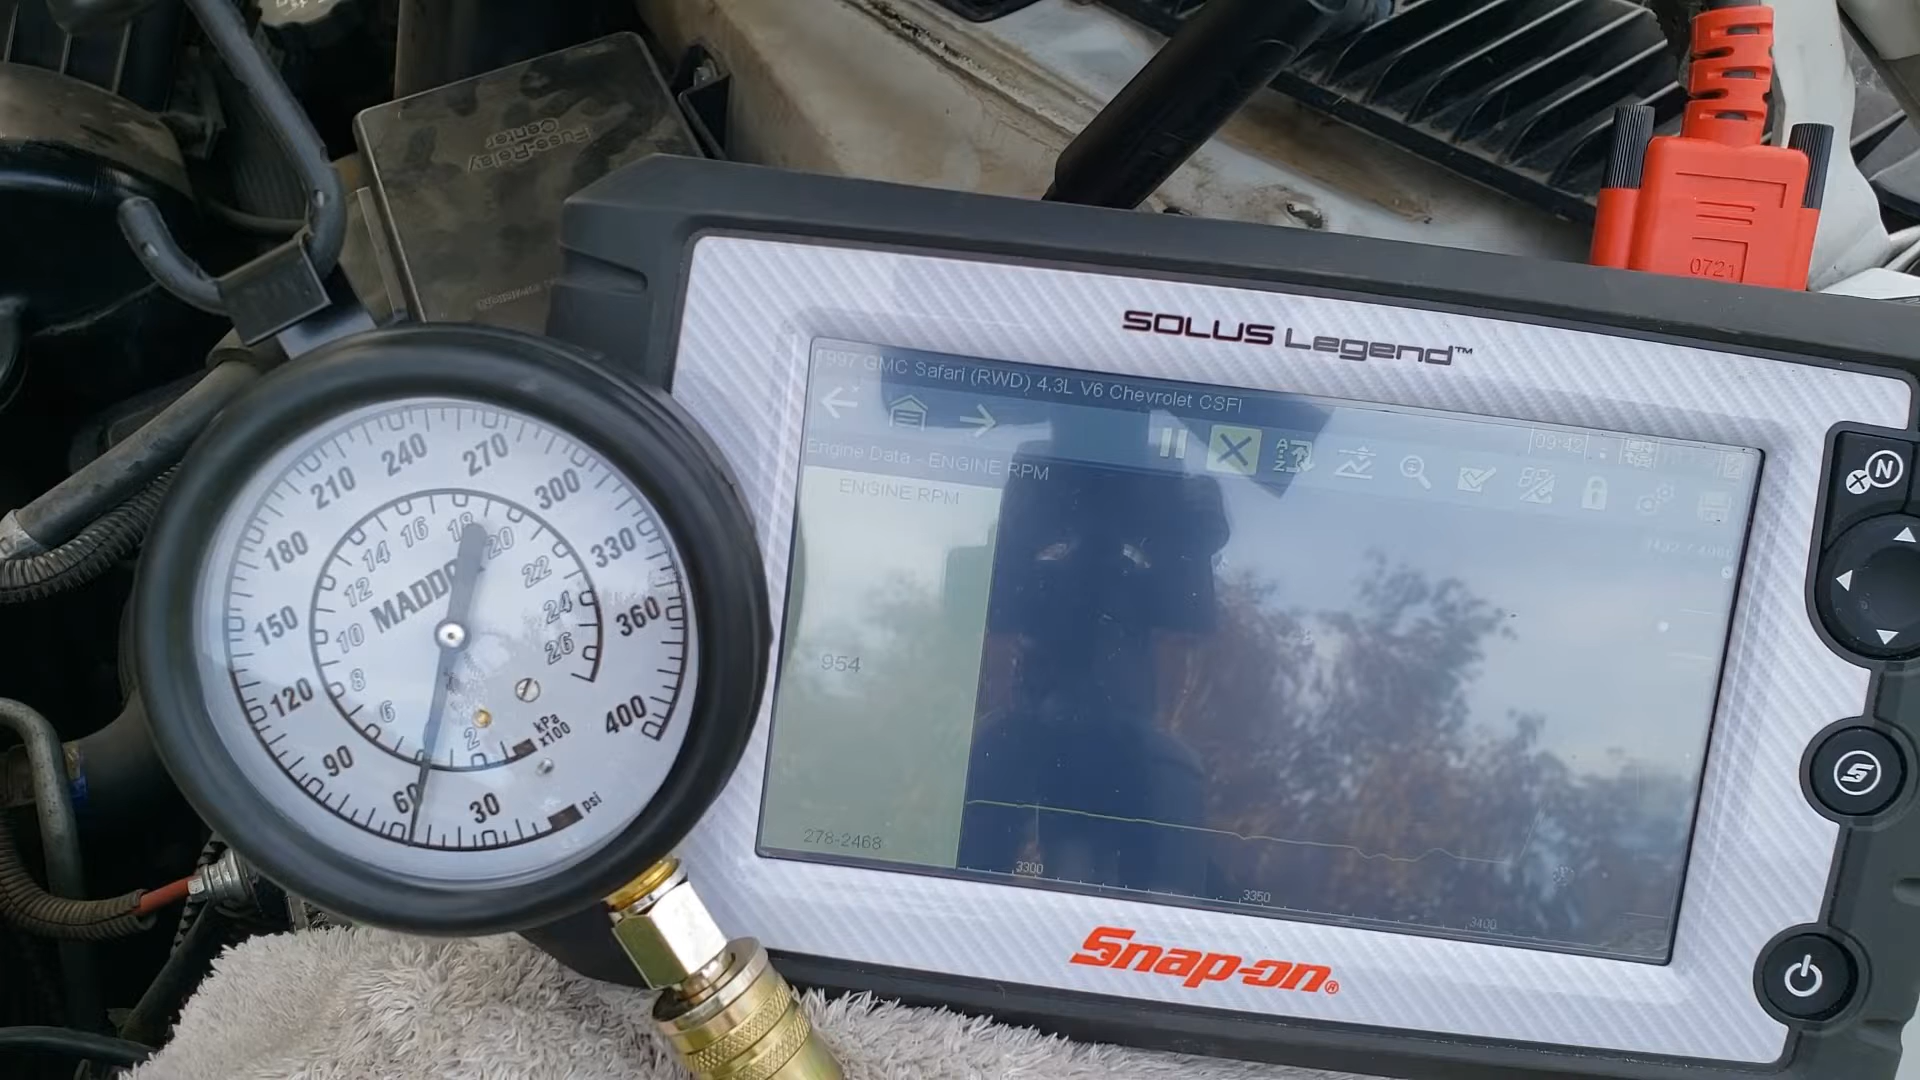 Fuse-Relay
Center
0721
SOLUS Legend™
1997 GMC Safari (RWD) 4.3L V6 Chevrolet CSFI
09:42
Engine Data - ENGINE RPM
ENGINE RPM
954
278-2468
3300
3350
3400
Snap-on®
N
S
MADDO
30
60
90
120
150
180
210
240
270
300
330
360
400
psi
2
6
8
10
12
14
16
18
20
22
24
26
kPa
x100